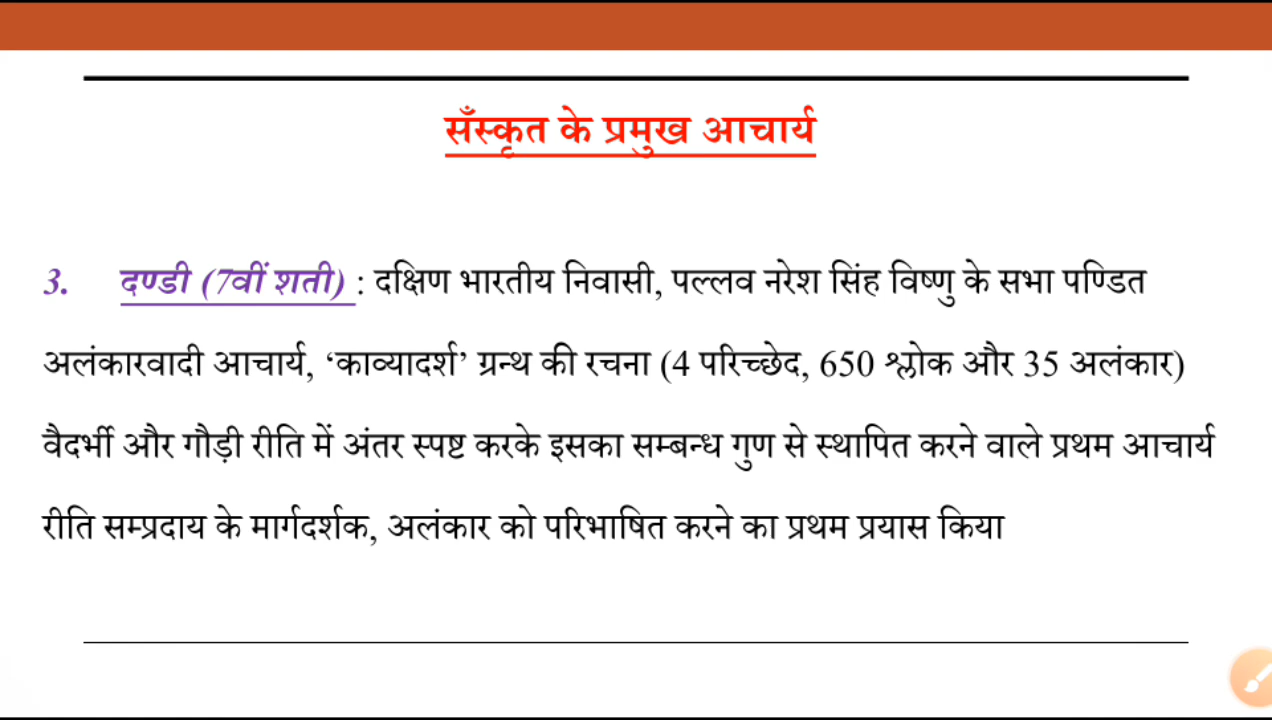 सँस्कृत के प्रमुख आचार्य
3. दण्डी (7वीं शती) : दक्षिण भारतीय निवासी, पल्लव नरेश सिंह विष्णु के सभा पण्डित
अलंकारवादी आचार्य, ‘काव्यादर्श’ ग्रन्थ की रचना (4 परिच्छेद, 650 श्लोक और 35 अलंकार)
वैदर्भी और गौड़ी रीति में अंतर स्पष्ट करके इसका सम्बन्ध गुण से स्थापित करने वाले प्रथम आचार्य
रीति सम्प्रदाय के मार्गदर्शक, अलंकार को परिभाषित करने का प्रथम प्रयास किया